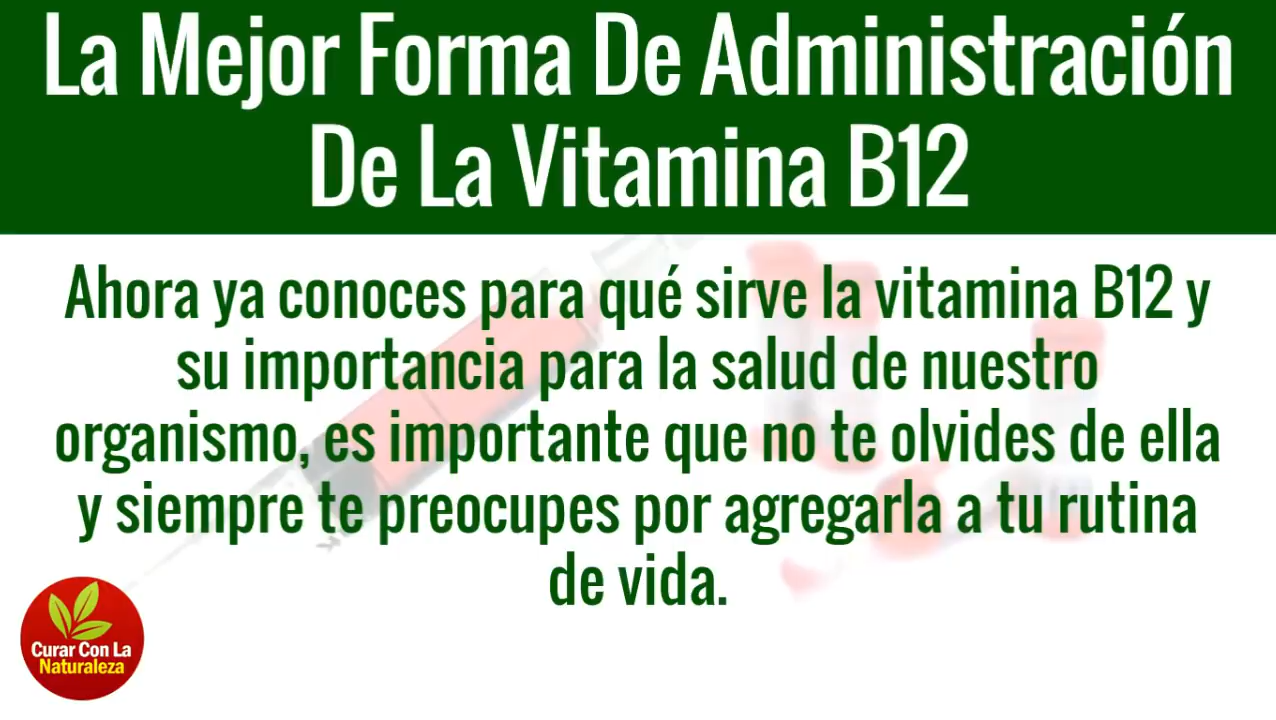 La Mejor Forma De Administración
De La Vitamina B12
Ahora ya conoces para qué sirve la vitamina B12 y
su importancia para la salud de nuestro
organismo, es importante que no te olvides de ella
y siempre te preocupes por agregarla a tu rutina
de vida.
Curar Con La
Naturaleza